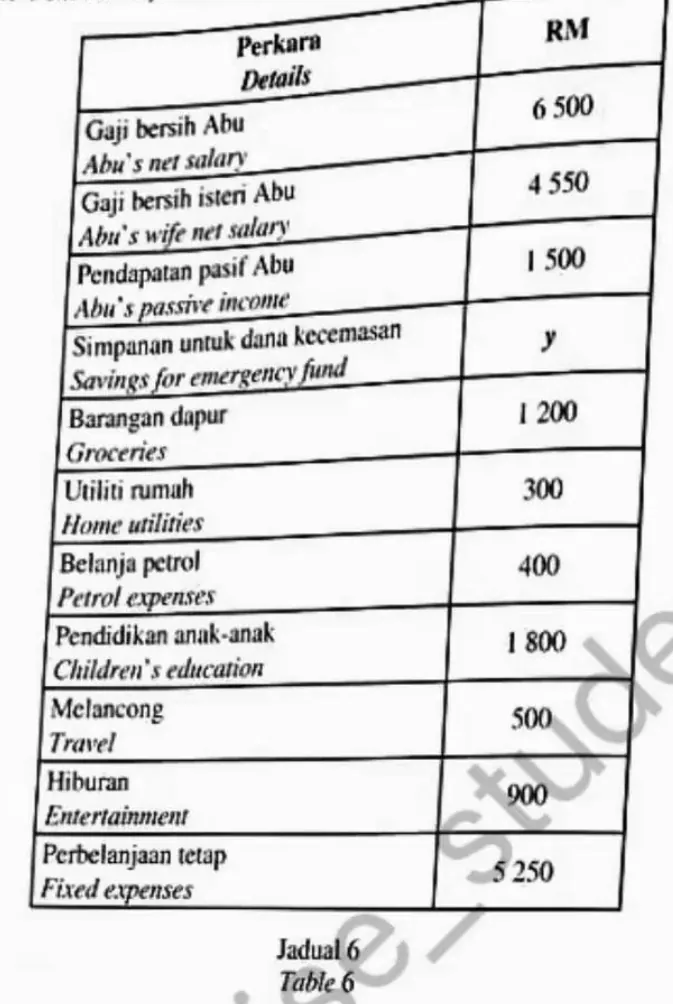 Perkara
Details
RM
Gaji bersih Abu
Abu's net salary
6 500
Gaji bersih isteri Abu
Abu's wife net salary
4 550
Pendapatan pasif Abu
Abu's passive income
1 500
Simpanan untuk dana kecemasan
Savings for emergency fund
y
Barangan dapur
Groceries
1 200
Utiliti rumah
Home utilities
300
Belanja petrol
Petrol expenses
400
Pendidikan anak-anak
Children's education
1 800
Melancong
Travel
500
Hiburan
Entertainment
900
Perbelanjaan tetap
Fixed expenses
5 250
Jadual 6
Table 6
ise_stude